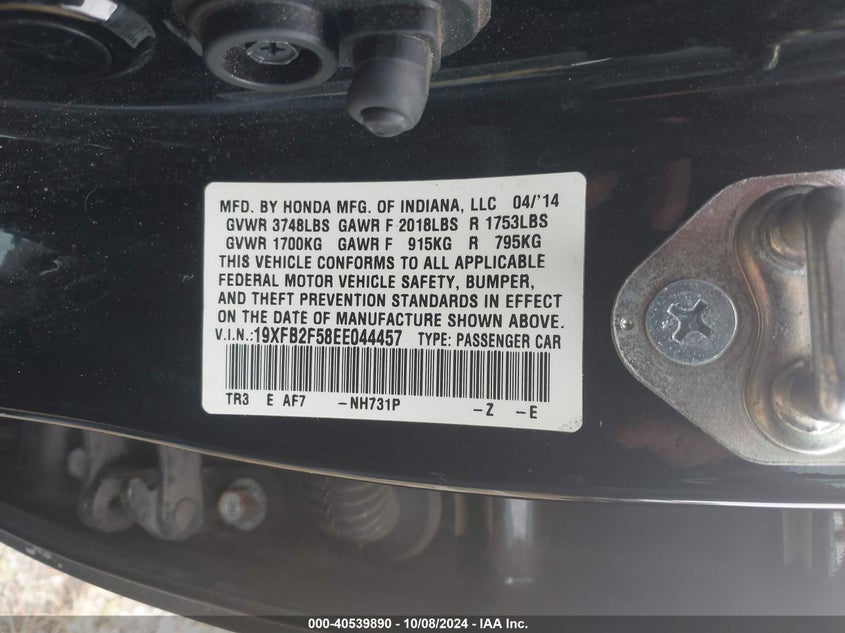 MFD. BY HONDA MFG. OF INDIANA, LLC 04/'14
GVWR 3748LBS GAWR F 2018LBS R 1753LBS
GVWR 1700KG GAWR F 915KG R 795KG
THIS VEHICLE CONFORMS TO ALL APPLICABLE
FEDERAL MOTOR VEHICLE SAFETY, BUMPER,
AND THEFT PREVENTION STANDARDS IN EFFECT
ON THE DATE OF MANUFACTURE SHOWN ABOVE.
V.I.N.:19XFB2F58EE044457 TYPE: PASSENGER CAR
TR3 E AF7 -NH731P -Z -E
000-40539890 - 10/08/2024 - IAA Inc.